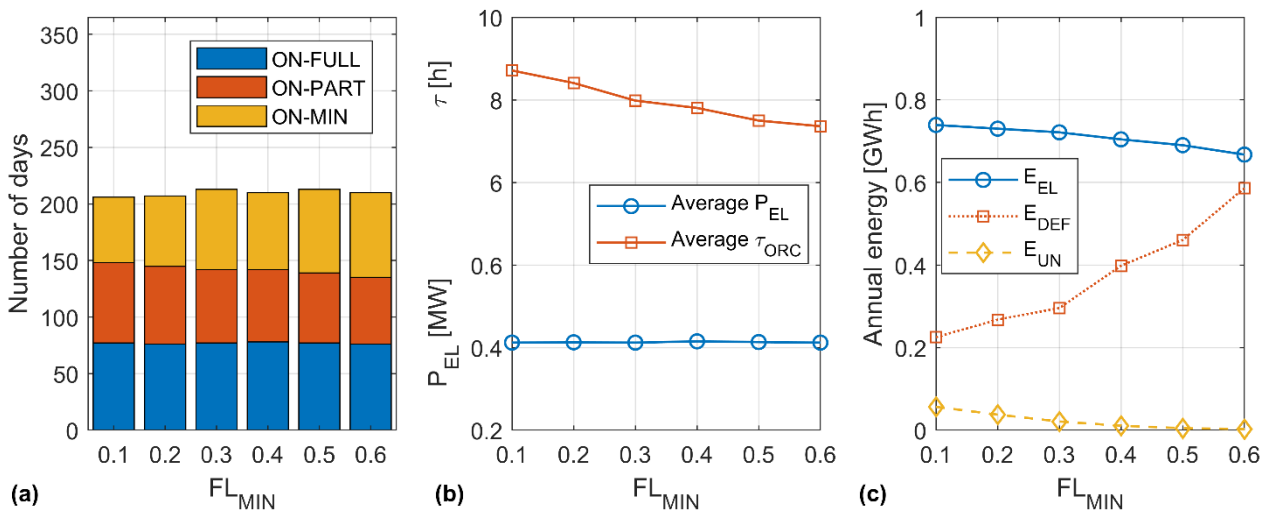 Number of days
350
300
250
200
150
100
50
0
ON-FULL
ON-PART
ON-MIN
0.1 0.2 0.3 0.4 0.5 0.6
FL_MIN
(a)
τ [h]
P_EL [MW]
10
8
6
0.6
0.4
0.2
Average P_EL
Average τ_ORC
0.1 0.2 0.3 0.4 0.5 0.6
FL_MIN
(b)
Annual energy [GWh]
1
0.8
0.6
0.4
0.2
0
E_EL
E_DEF
E_UN
0.1 0.2 0.3 0.4 0.5 0.6
FL_MIN
(c)